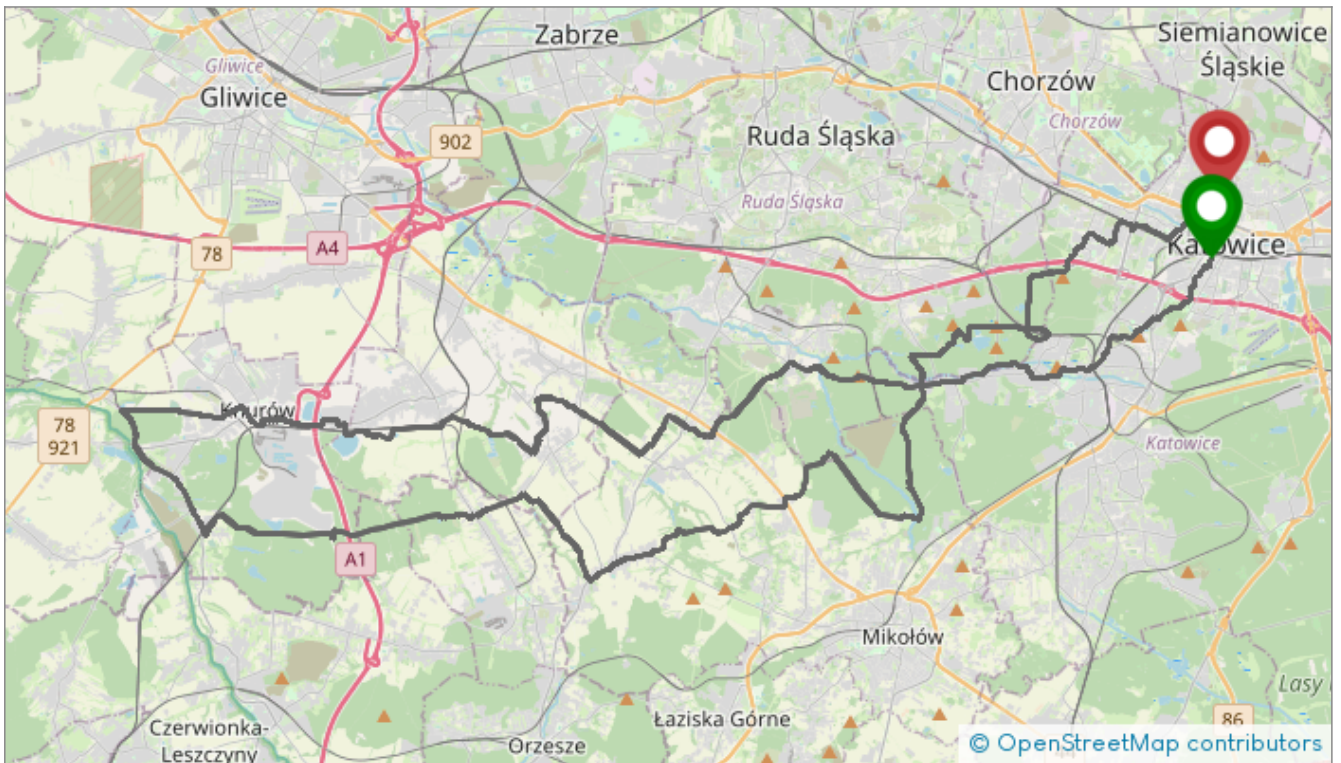 Zabrze
Siemianowice
Śląskie
Gliwice
Gliwice
Chorzów
Chorzów
902
Ruda Śląska
Ruda Śląska
78
A4
Katowice
Knurów
78
921
Katowice
A1
Mikołów
Lasy
Czerwionka-
Leszczyny
Orzesze
Łaziska Górne
86
© OpenStreetMap contributors